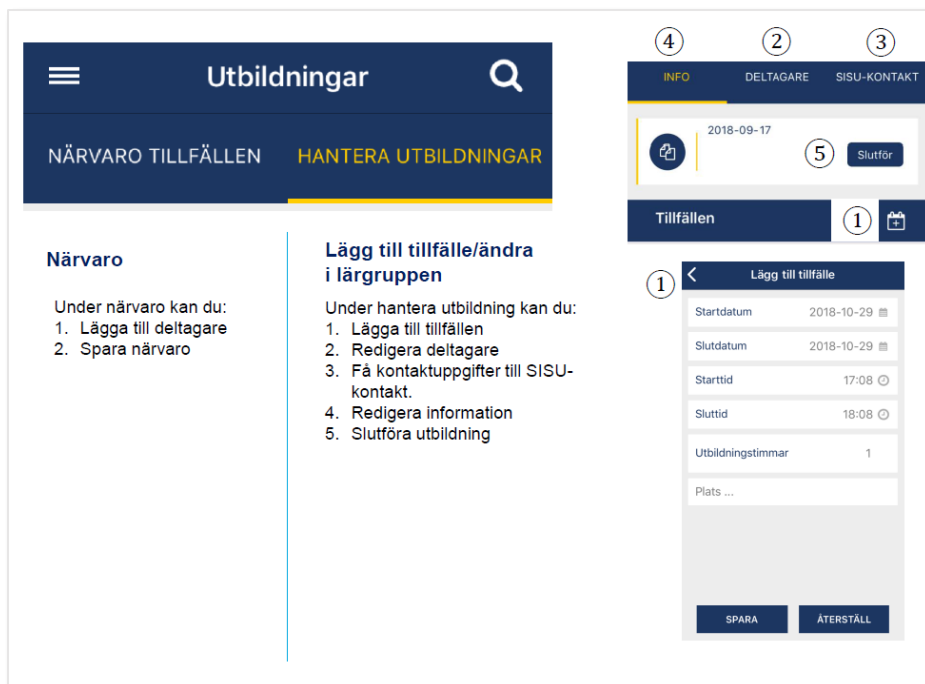 Utbildningar
NÄRVARO TILLFÄLLEN HANTERA UTBILDNINGAR
Närvaro
Under närvaro kan du:
1. Lägga till deltagare
2. Spara närvaro
Lägg till tillfälle/ändra
i lärgruppen
Under hantera utbildning kan du:
1. Lägga till tillfällen
2. Redigera deltagare
3. Få kontaktuppgifter till SISU-
kontakt.
4. Redigera information
5. Slutföra utbildning
4 2 3
INFO DELTAGARE SISU-KONTAKT
2018-09-17
5 Slutför
Tillfällen 1
1 Lägg till tillfälle
Startdatum 2018-10-29
Slutdatum 2018-10-29
Starttid 17:08
Sluttid 18:08
Utbildningstimmar 1
Plats ...
SPARA ÅTERSTÄLL